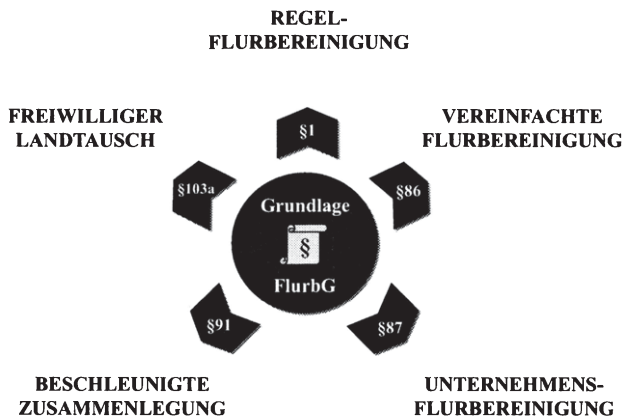 REGEL-
FLURBEREINIGUNG
FREIWILLIGER
LANDTAUSCH
§1
VEREINFACHTE
FLURBEREINIGUNG
§103a
§86
Grundlage
§
FlurbG
§91
§87
BESCHLEUNIGTE
ZUSAMMENLEGUNG
UNTERNEHMENS-
FLURBEREINIGUNG